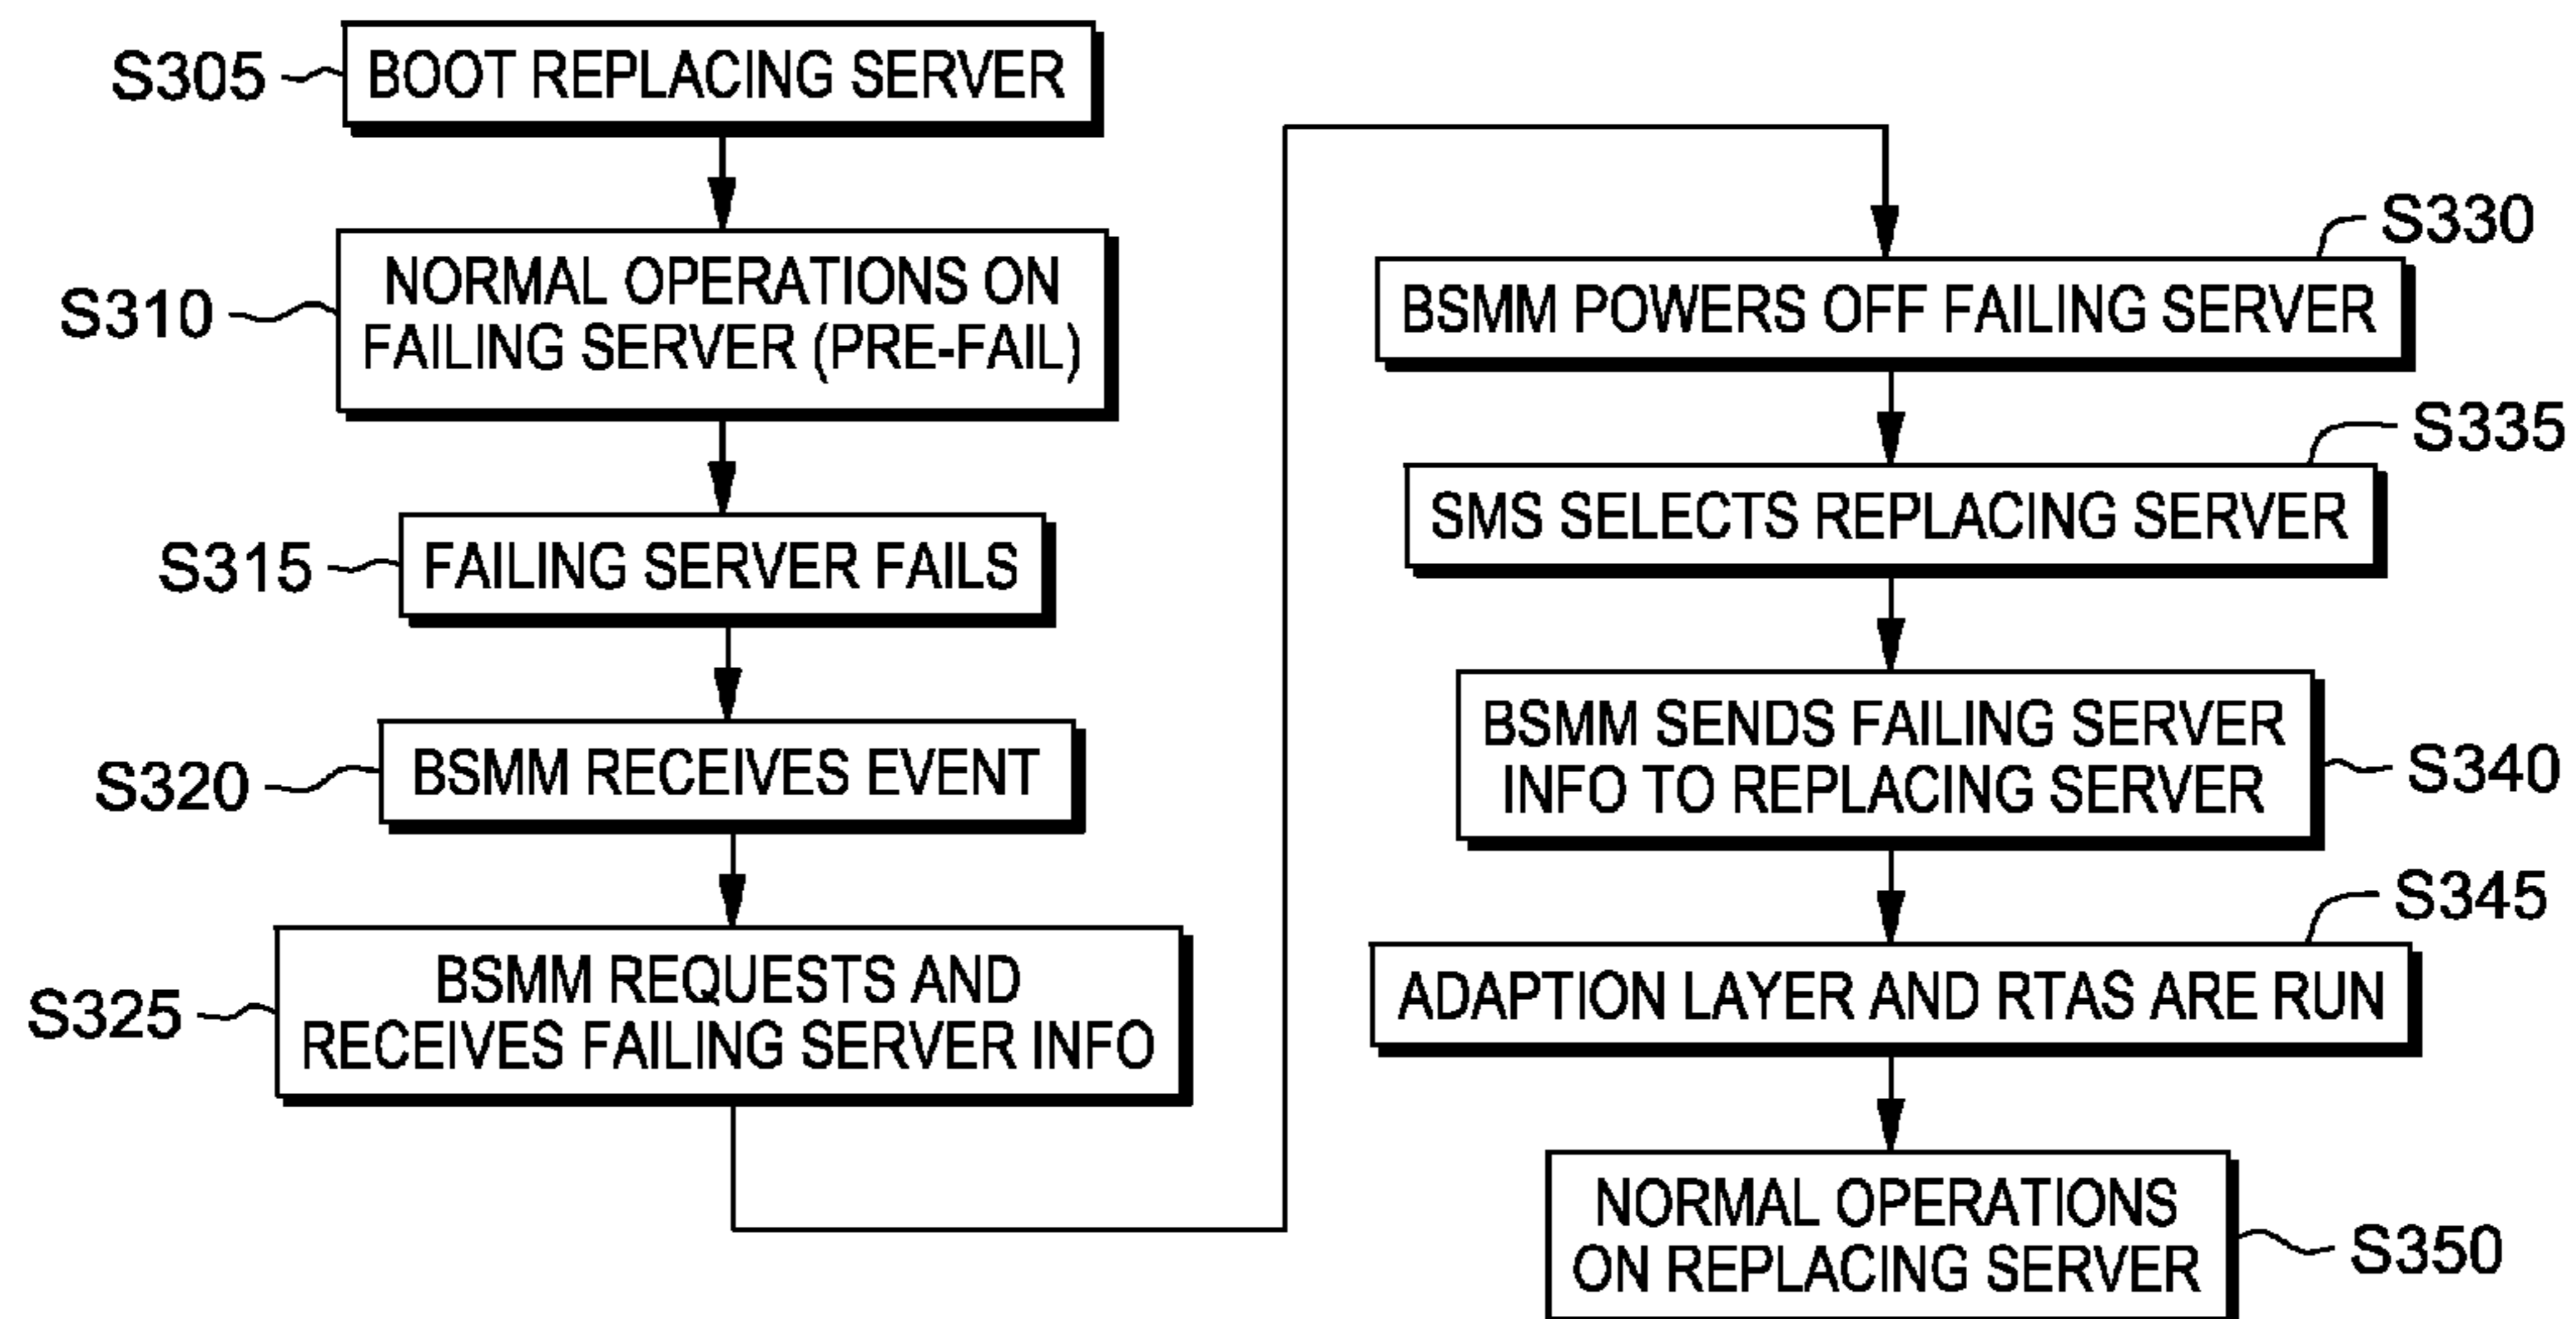 S305
BOOT REPLACING SERVER
S310
NORMAL OPERATIONS ON
FAILING SERVER (PRE-FAIL)
S315
FAILING SERVER FAILS
S320
BSMM RECEIVES EVENT
S325
BSMM REQUESTS AND
RECEIVES FAILING SERVER INFO
S330
BSMM POWERS OFF FAILING SERVER
S335
SMS SELECTS REPLACING SERVER
S340
BSMM SENDS FAILING SERVER
INFO TO REPLACING SERVER
S345
ADAPTION LAYER AND RTAS ARE RUN
S350
NORMAL OPERATIONS
ON REPLACING SERVER